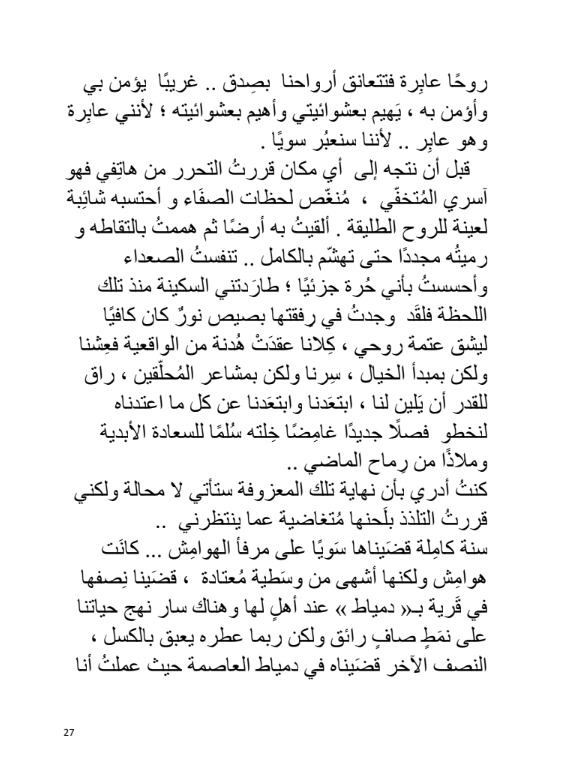 روحًا عابِرة فتتعانق أرواحنا بصِدق .. غريبًا يؤمن بي
وأؤمن به ، يَهيم بعشوائيتي وأهيم بعشوائيته ؛ لأنني عابِرة
وهو عابِر .. لأننا سنعبُر سويًا .
قبل أن نتجه إلى أي مكان قررتُ التحرر من هاتِفي فهو
آسري المُتخفّي ، مُنغّص لحظات الصفَاء و أحتسبه شائِبة
لعينة للروح الطليقة . ألقيتُ به أرضًا ثم هممتُ بالتقاطه و
رميتُه مجددًا حتى تهشّم بالكامل .. تنفستُ الصعداء
وأحسستُ بأني حُرة جزئيًا ؛ طارَدتني السكينة منذ تلك
اللحظة فلقَد وجدتُ في رِفقتها بصيص نورٌ كان كافيًا
ليشق عتمة روحي ، كِلانا عقدَتْ هُدنة من الواقعية فعِشنا
ولكن بمبدأ الخيال ، سِرنا ولكن بمشاعر المُحلّقين ، راق
للقدر أن يَلين لنا ، ابتعَدنا وابتعَدنا عن كل ما اعتدناه
لنخطو فصلًا جديدًا غامِضًا خِلته سُلمًا للسعادة الأبدية
وملاذًا من رِماح الماضي ..
كنتُ أدري بأن نهاية تلك المعزوفة ستأتي لا محالة ولكني
قررتُ التلذذ بلَحنها مُتغاضية عما ينتظرني ..
سنة كامِلة قضَيناها سَويًا على مرفأ الهوامِش ... كانَت
هوامِش ولكنها أشهى من وسَطية مُعتادة ، قضَينا نِصفها
في قَرية بـ« دمياط » عند أهلٍ لها وهناك سار نهج حياتنا
على نمَطٍ صافٍ رائق ولكن ربما عطره يعبق بالكسل ،
النصف الآخر قضَيناه في دمياط العاصمة حيث عملتُ أنا
27